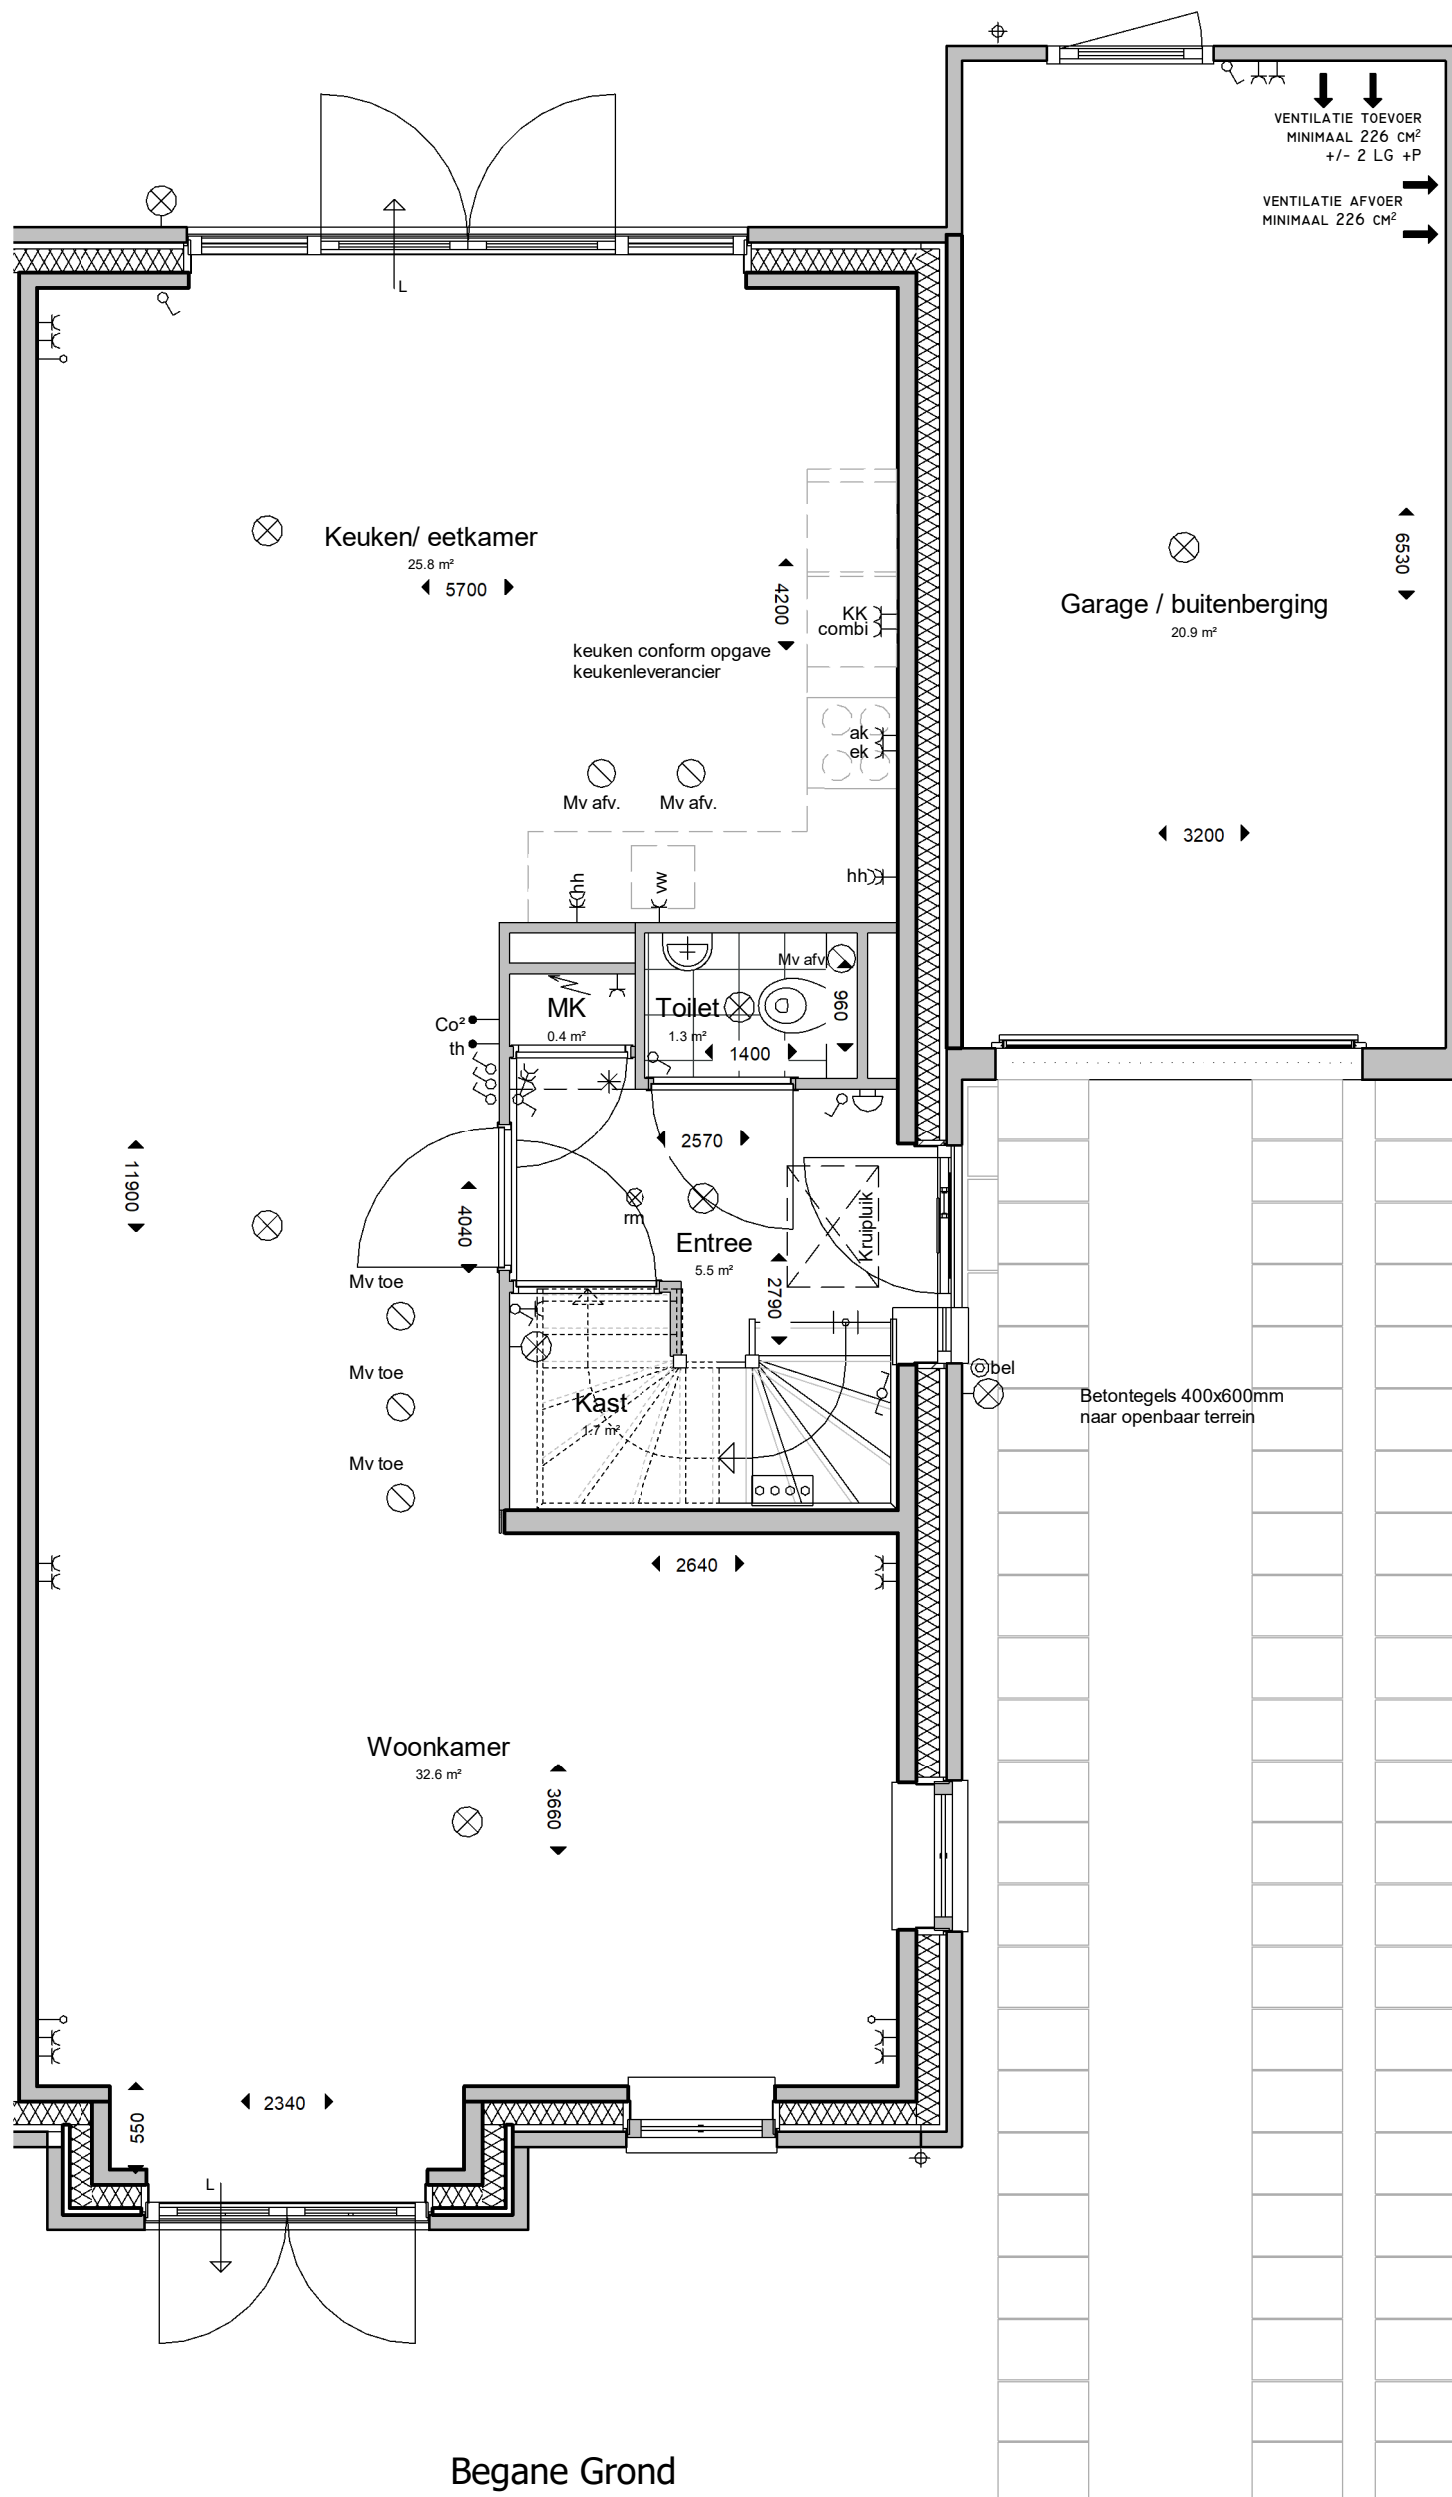 VENTILATIE TOEVOER
MINIMAAL 226 CM²
+/- 2 LG +P
VENTILATIE AFVOER
MINIMAAL 226 CM²
L
Keuken/ eetkamer
25.8 m²
5700
4200
KK
combi
keuken conform opgave
keukenleverancier
6530
Garage / buitenberging
20.9 m²
ak
ek
Mv afv.
Mv afv.
3200
hh
vw
hh
Mv afv.
MK
0.4 m²
Toilet
1.3 m²
960
1400
Co²
th
2570
11900
4040
rm
Kruipluik
Entree
5.5 m²
2790
Mv toe
Mv toe
Mv toe
Kast
1.7 m²
bel
Betontegels 400x600mm
naar openbaar terrein
2640
Woonkamer
32.6 m²
3660
2340
550
L
Begane Grond